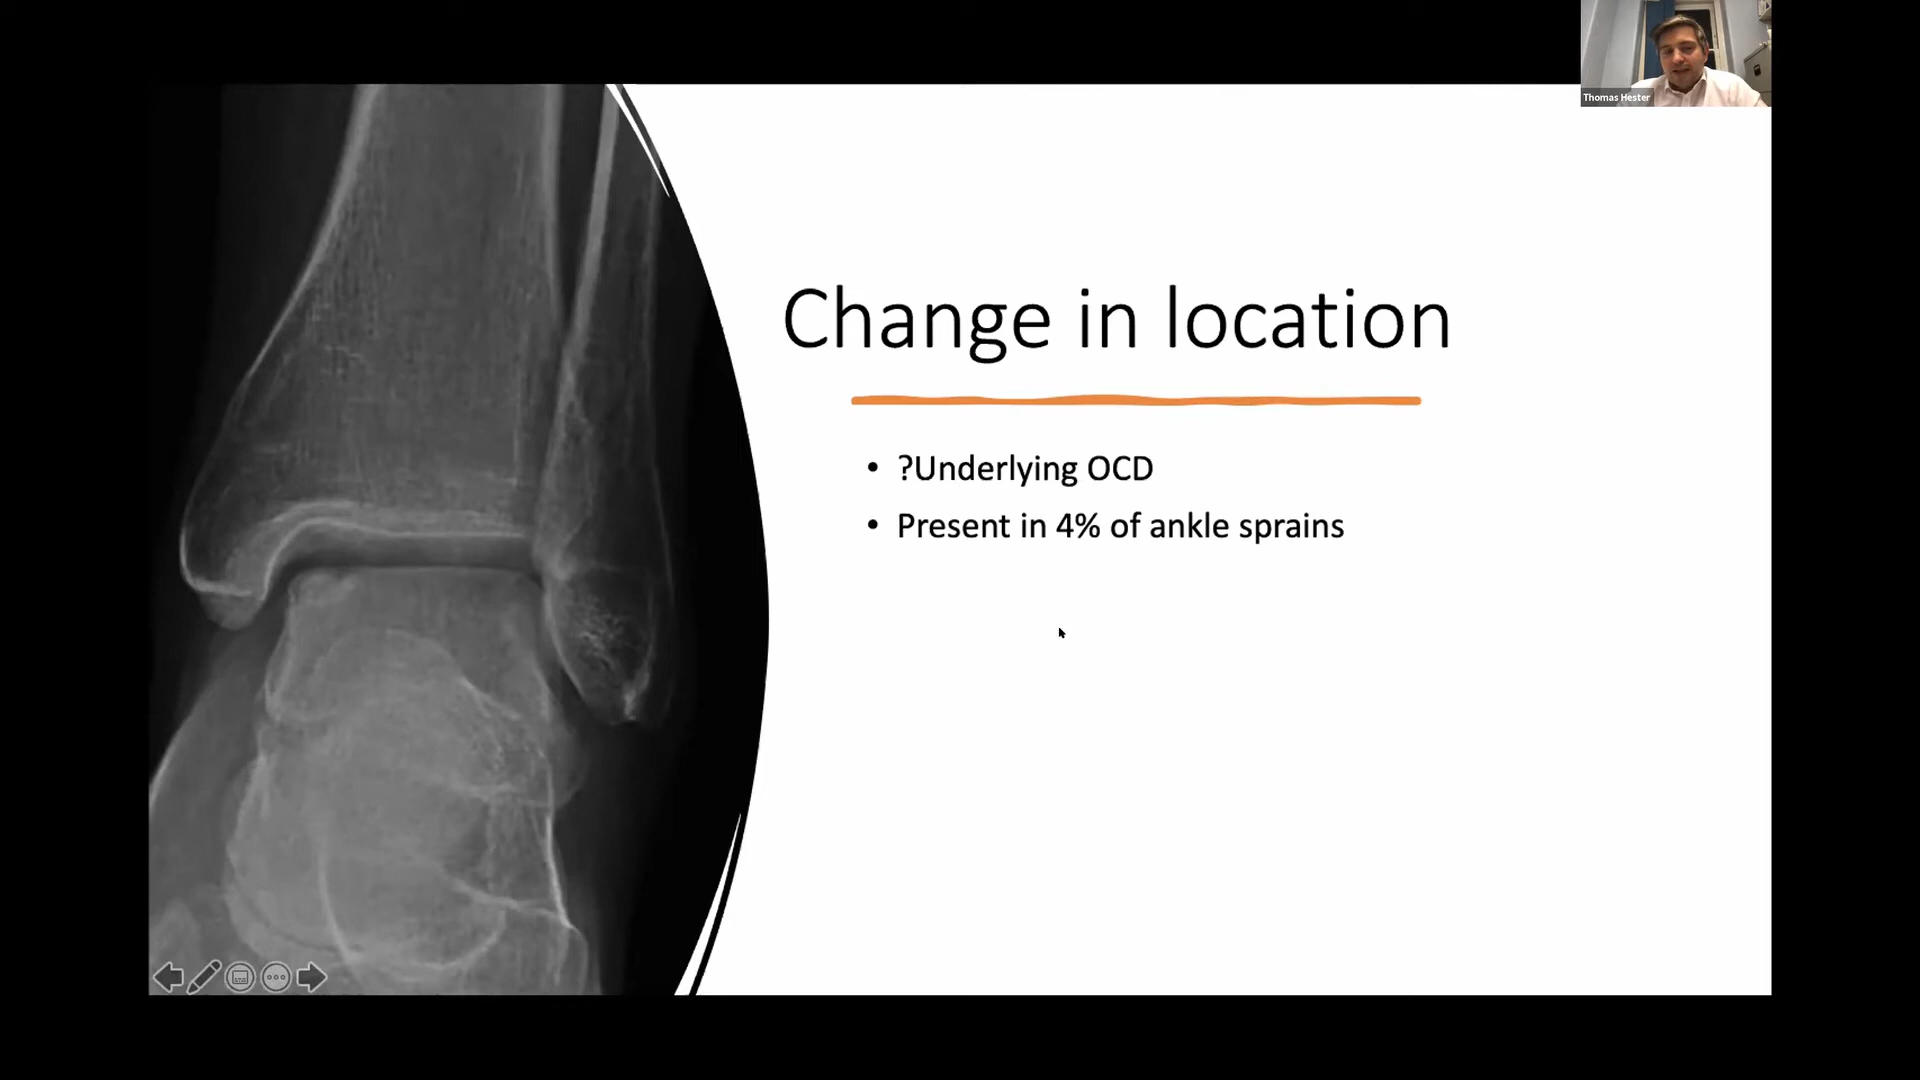 Thomas Hester
Change in location
• ?Underlying OCD
• Present in 4% of ankle sprains